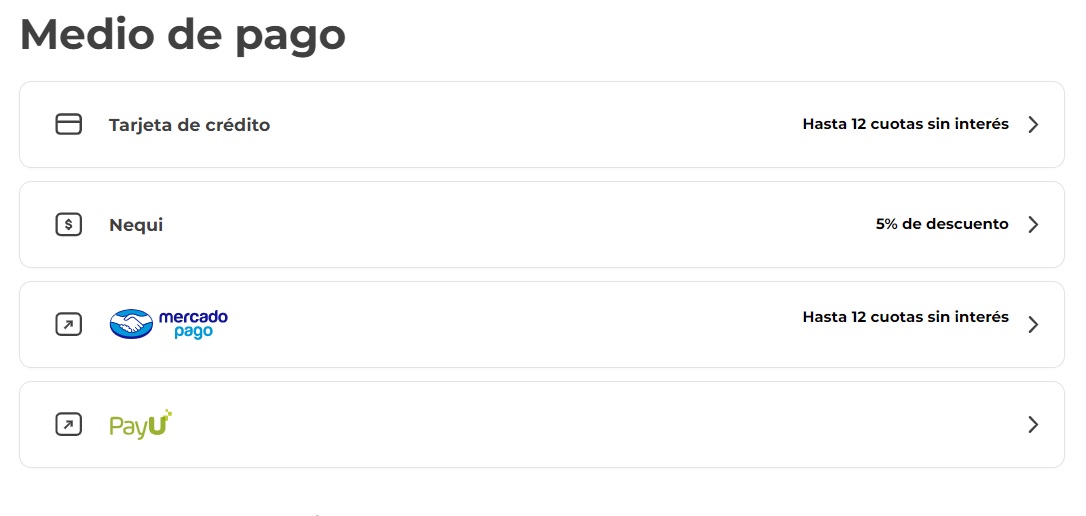 Medio de pago
Tarjeta de crédito
Hasta 12 cuotas sin interés
$
Nequi
5% de descuento
mercado
pago
Hasta 12 cuotas sin interés
PayU